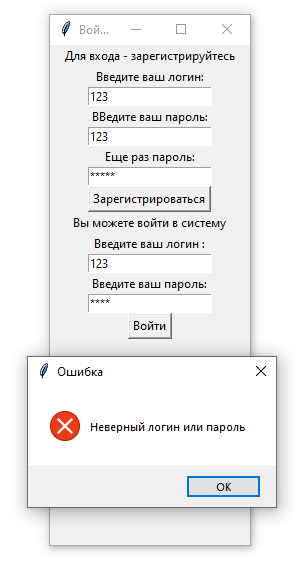 Вой...
Для входа - зарегистрируйтесь
Введите ваш логин:
123
ВВедите ваш пароль:
123
Еще раз пароль:
*****
Зарегистрироваться
Вы можете войти в систему
Введите ваш логин :
123
Введите ваш пароль:
****
Войти
Ошибка
Неверный логин или пароль
OK